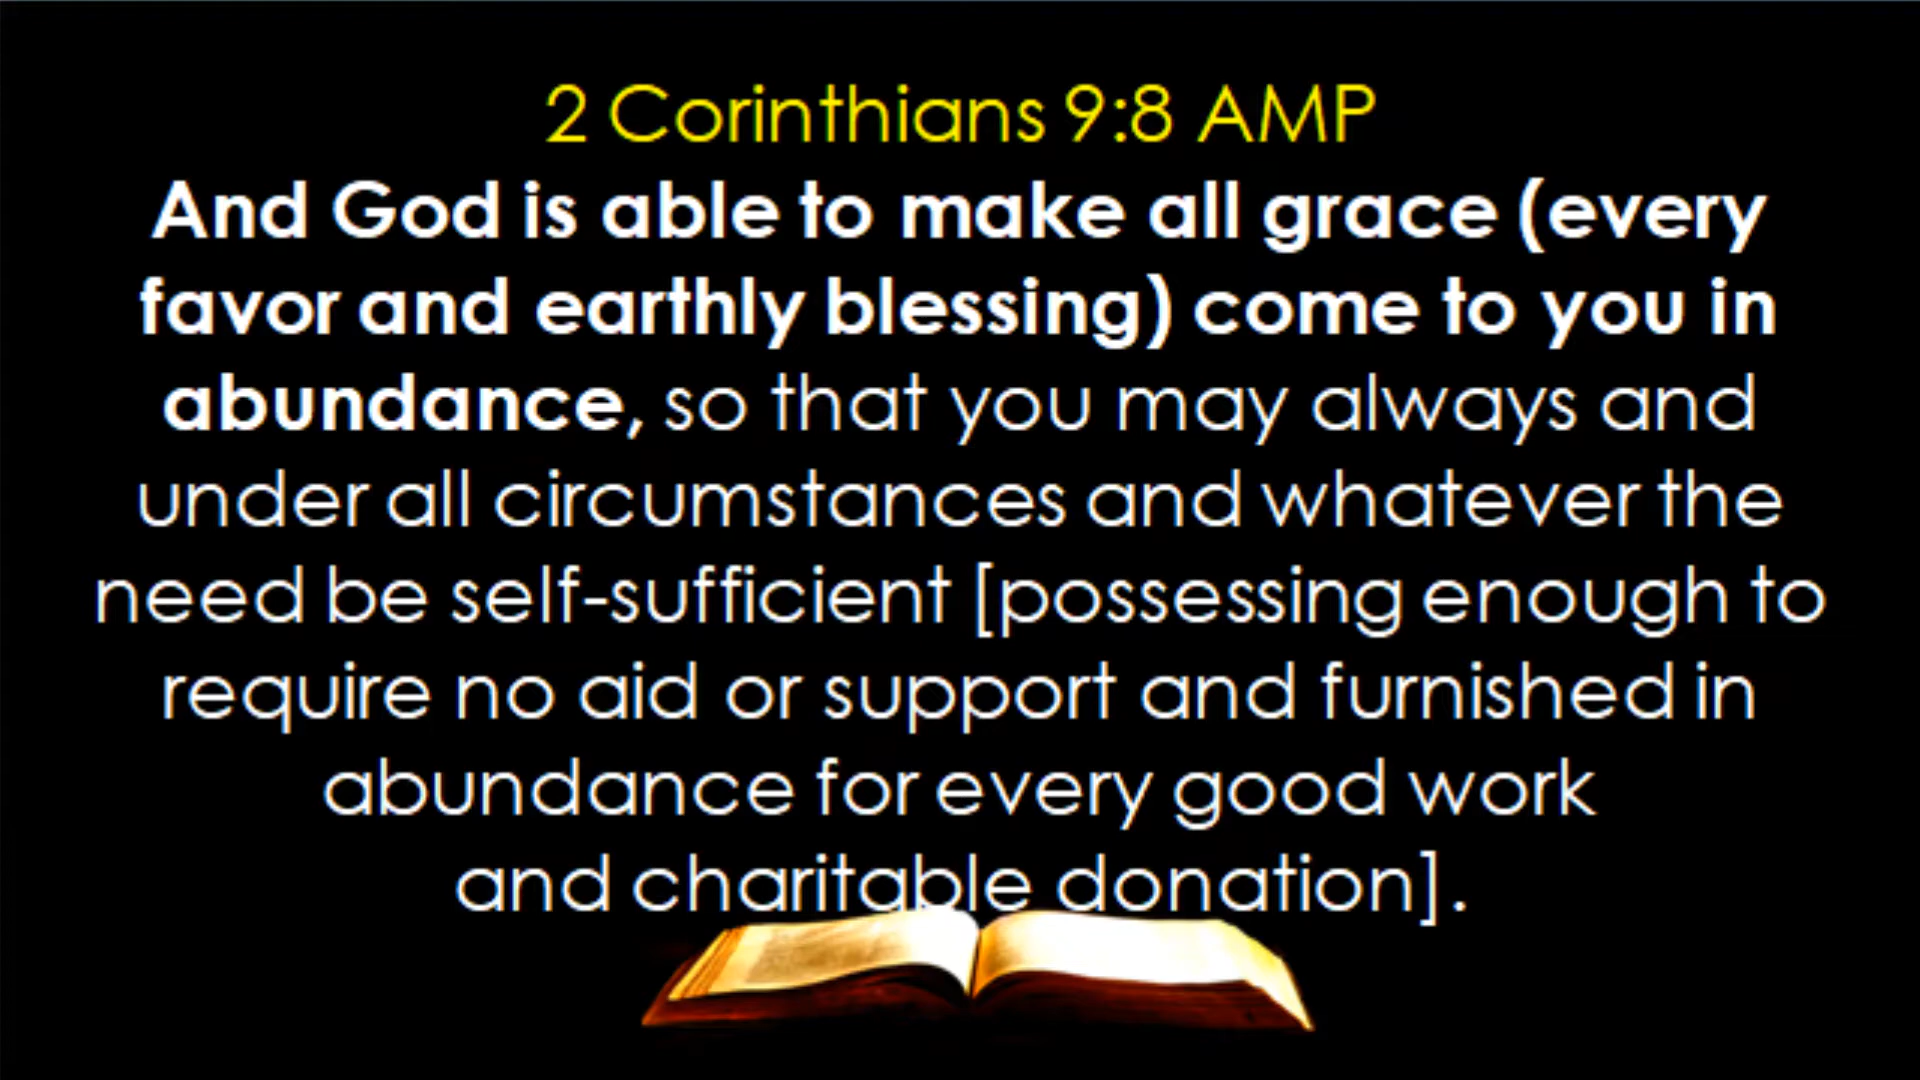 2 Corinthians 9:8 AMP
And God is able to make all grace (every
favor and earthly blessing) come to you in
abundance, so that you may always and
under all circumstances and whatever the
need be self-sufficient [possessing enough to
require no aid or support and furnished in
abundance for every good work
and charitable donation].